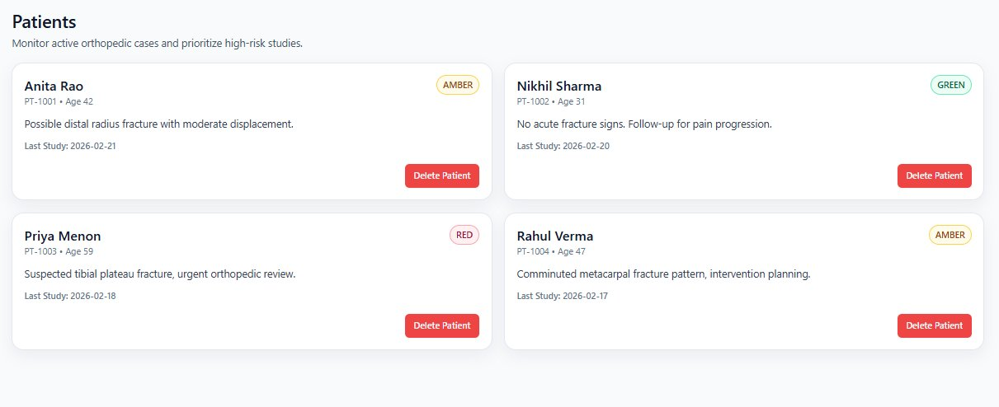 Patients
Monitor active orthopedic cases and prioritize high-risk studies.
Anita Rao
AMBER
PT-1001 • Age 42
Possible distal radius fracture with moderate displacement.
Last Study: 2026-02-21
Delete Patient
Nikhil Sharma
GREEN
PT-1002 • Age 31
No acute fracture signs. Follow-up for pain progression.
Last Study: 2026-02-20
Delete Patient
Priya Menon
RED
PT-1003 • Age 59
Suspected tibial plateau fracture, urgent orthopedic review.
Last Study: 2026-02-18
Delete Patient
Rahul Verma
AMBER
PT-1004 • Age 47
Comminuted metacarpal fracture pattern, intervention planning.
Last Study: 2026-02-17
Delete Patient